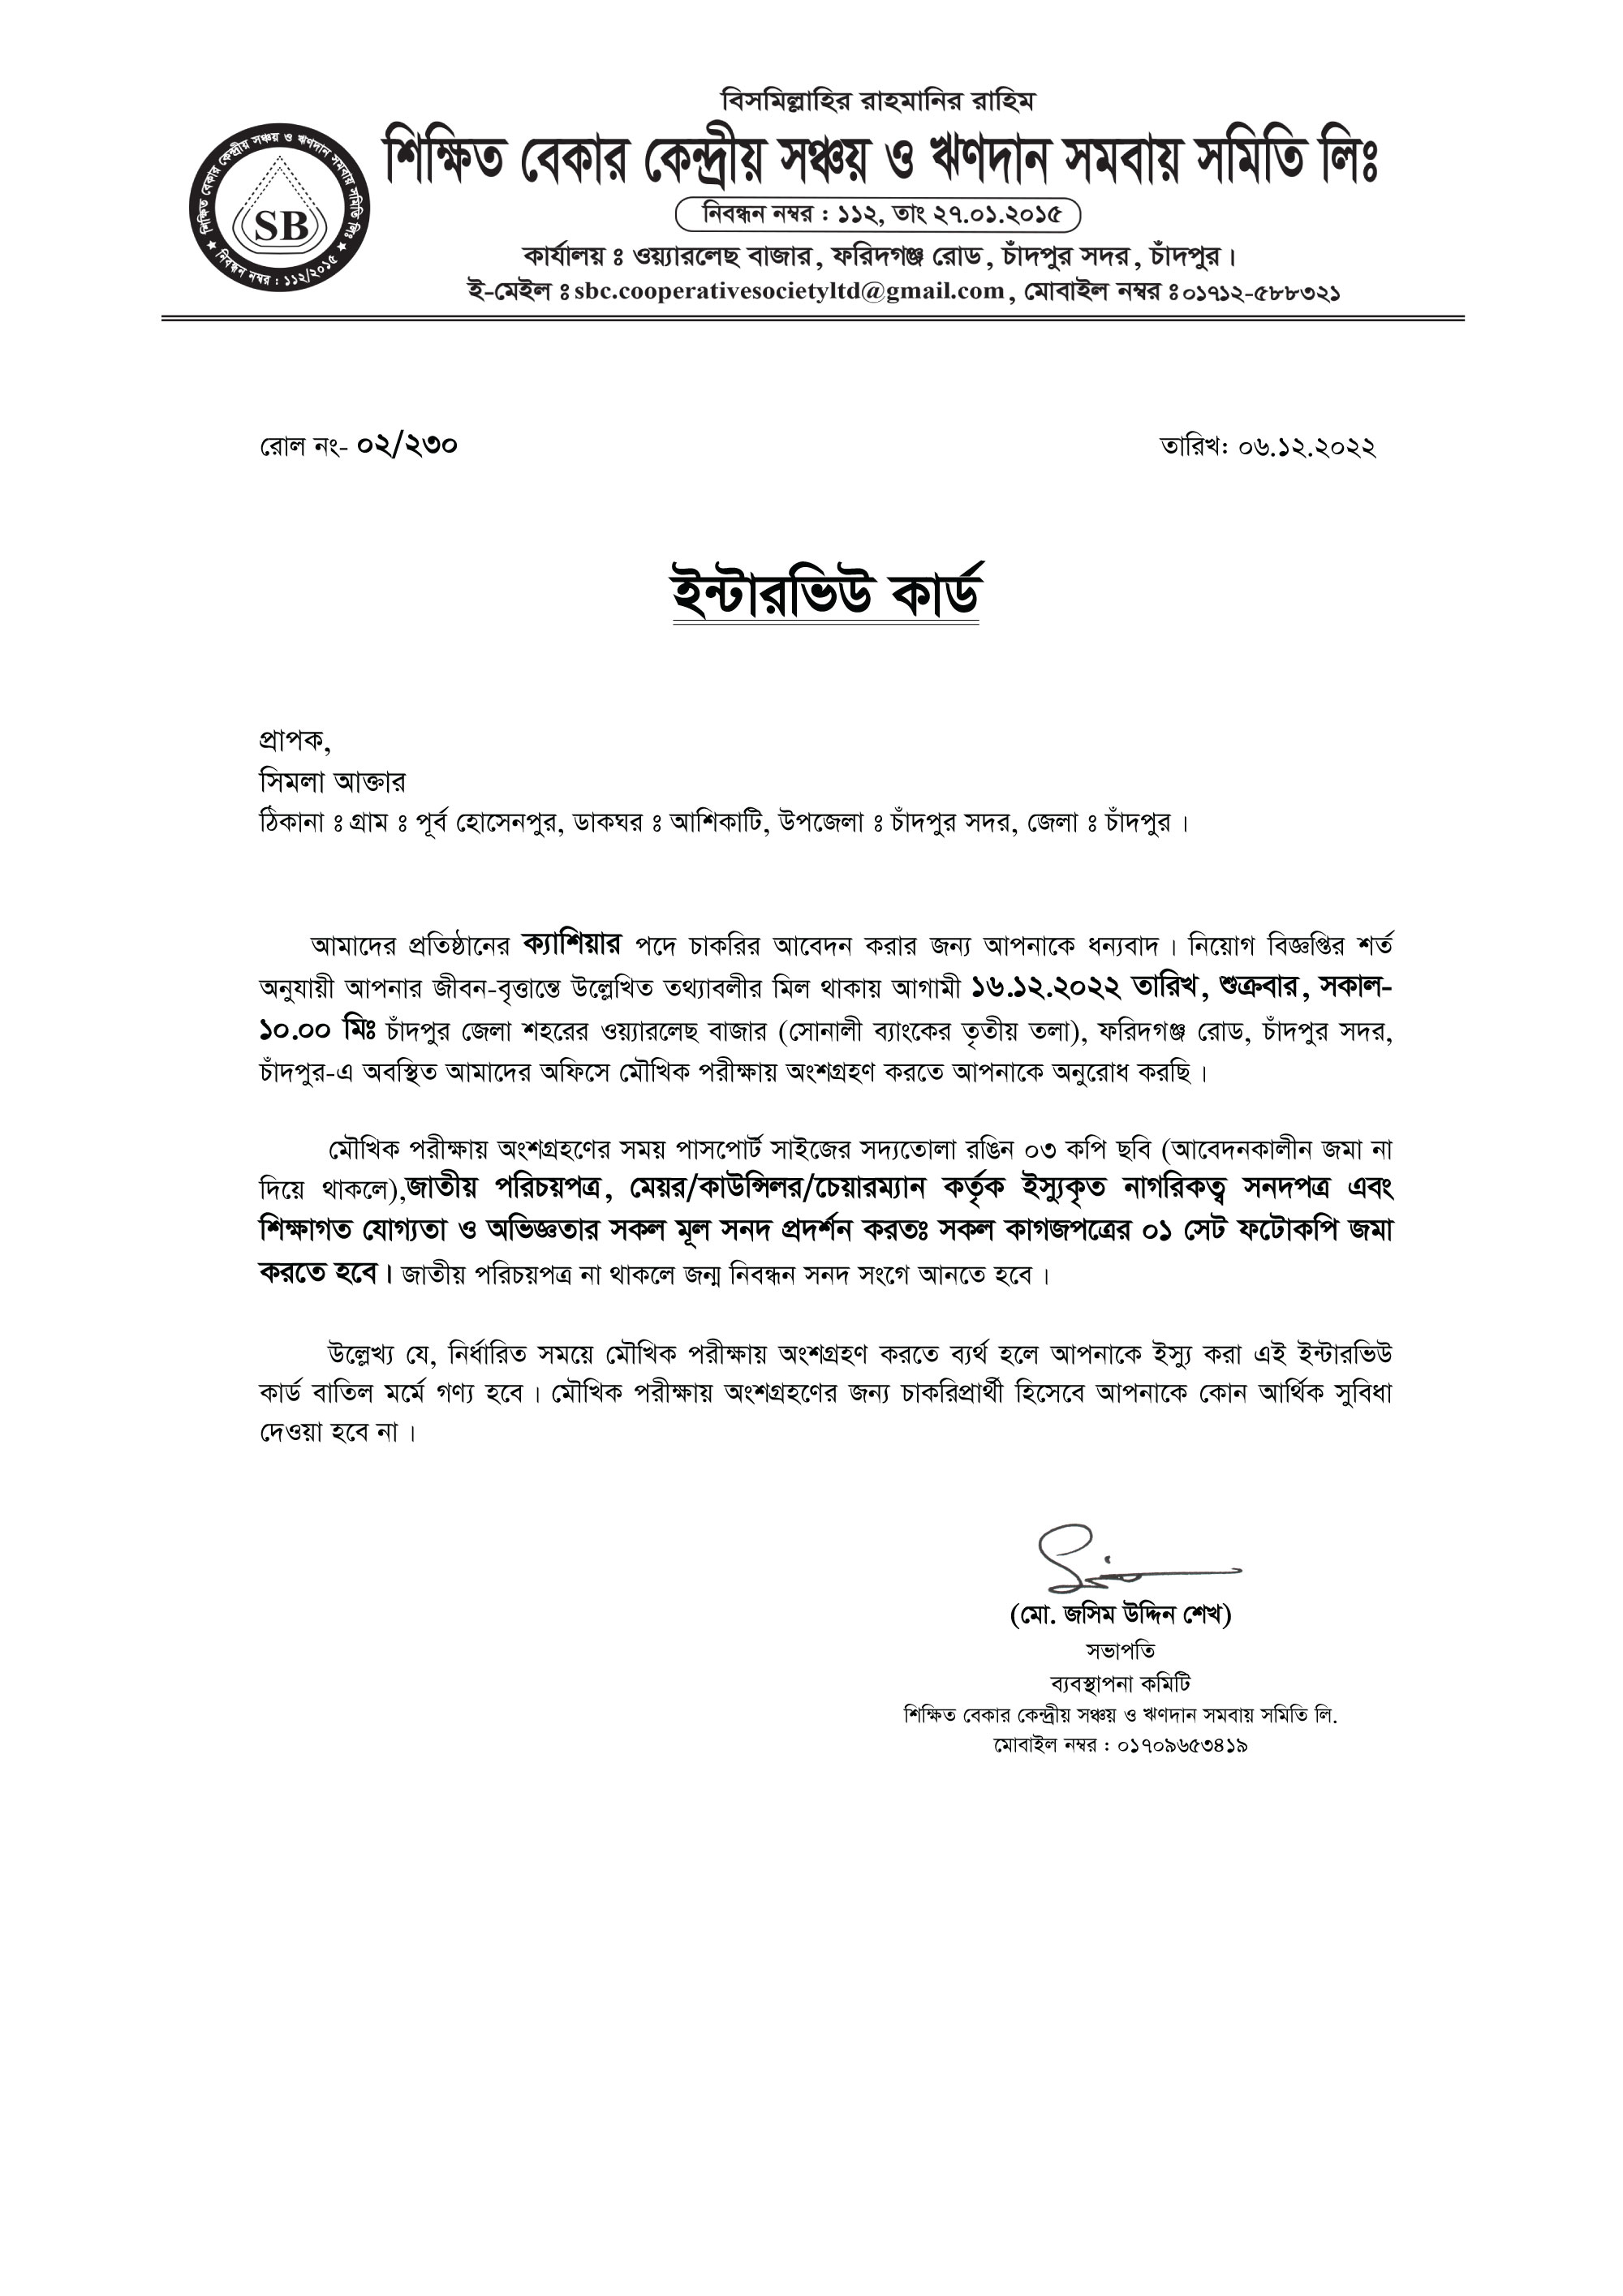 বিসমিল্লাহির রাহমানির রাহিম
শিক্ষিত বেকার কেন্দ্রীয় সঞ্চয় ও ঋণদান সমবায় সমিতি লিঃ
নিবন্ধন নম্বর : ১১২, তাং ২৭.০১.২০১৫
কার্যালয় ঃ ওয়্যারলেছ বাজার, ফরিদগঞ্জ রোড, চাঁদপুর সদর, চাঁদপুর।
ই-মেইল ঃ sbc.cooperativesocietyltd@gmail.com, মোবাইল নম্বর ঃ ০১৭১২-৫৮৮৩২১
শিক্ষিত বেকার কেন্দ্রীয় সঞ্চয় ও ঋণদান সমবায় সমিতি লিঃ
SB
★ নিবন্ধন নম্বর : ১১২/২০১৫ ★
রোল নং- ০২/২৩০
তারিখ: ০৬.১২.২০২২
ইন্টারভিউ কার্ড
প্রাপক,
সিমলা আক্তার
ঠিকানা ঃ গ্রাম ঃ পূর্ব হোসেনপুর, ডাকঘর ঃ আশিকাটি, উপজেলা ঃ চাঁদপুর সদর, জেলা ঃ চাঁদপুর ।
আমাদের প্রতিষ্ঠানের ক্যাশিয়ার পদে চাকরির আবেদন করার জন্য আপনাকে ধন্যবাদ । নিয়োগ বিজ্ঞপ্তির শর্ত
অনুযায়ী আপনার জীবন-বৃত্তান্তে উল্লেখিত তথ্যাবলীর মিল থাকায় আগামী ১৬.১২.২০২২ তারিখ, শুক্রবার, সকাল-
১০.০০ মিঃ চাঁদপুর জেলা শহরের ওয়্যারলেছ বাজার (সোনালী ব্যাংকের তৃতীয় তলা), ফরিদগঞ্জ রোড, চাঁদপুর সদর,
চাঁদপুর-এ অবস্থিত আমাদের অফিসে মৌখিক পরীক্ষায় অংশগ্রহণ করতে আপনাকে অনুরোধ করছি ।
মৌখিক পরীক্ষায় অংশগ্রহণের সময় পাসপোর্ট সাইজের সদ্যতোলা রঙিন ০৩ কপি ছবি (আবেদনকালীন জমা না
দিয়ে থাকলে),জাতীয় পরিচয়পত্র, মেয়র/কাউন্সিলর/চেয়ারম্যান কর্তৃক ইস্যুকৃত নাগরিকত্ব সনদপত্র এবং
শিক্ষাগত যোগ্যতা ও অভিজ্ঞতার সকল মূল সনদ প্রদর্শন করতঃ সকল কাগজপত্রের ০১ সেট ফটোকপি জমা
করতে হবে। জাতীয় পরিচয়পত্র না থাকলে জন্ম নিবন্ধন সনদ সংগে আনতে হবে ।
উল্লেখ্য যে, নির্ধারিত সময়ে মৌখিক পরীক্ষায় অংশগ্রহণ করতে ব্যর্থ হলে আপনাকে ইস্যু করা এই ইন্টারভিউ
কার্ড বাতিল মর্মে গণ্য হবে । মৌখিক পরীক্ষায় অংশগ্রহণের জন্য চাকরিপ্রার্থী হিসেবে আপনাকে কোন আর্থিক সুবিধা
দেওয়া হবে না ।
(মো. জসিম উদ্দিন শেখ)
সভাপতি
ব্যবস্থাপনা কমিটি
শিক্ষিত বেকার কেন্দ্রীয় সঞ্চয় ও ঋণদান সমবায় সমিতি লি.
মোবাইল নম্বর : ০১৭০৯৬৫৩৪১৯